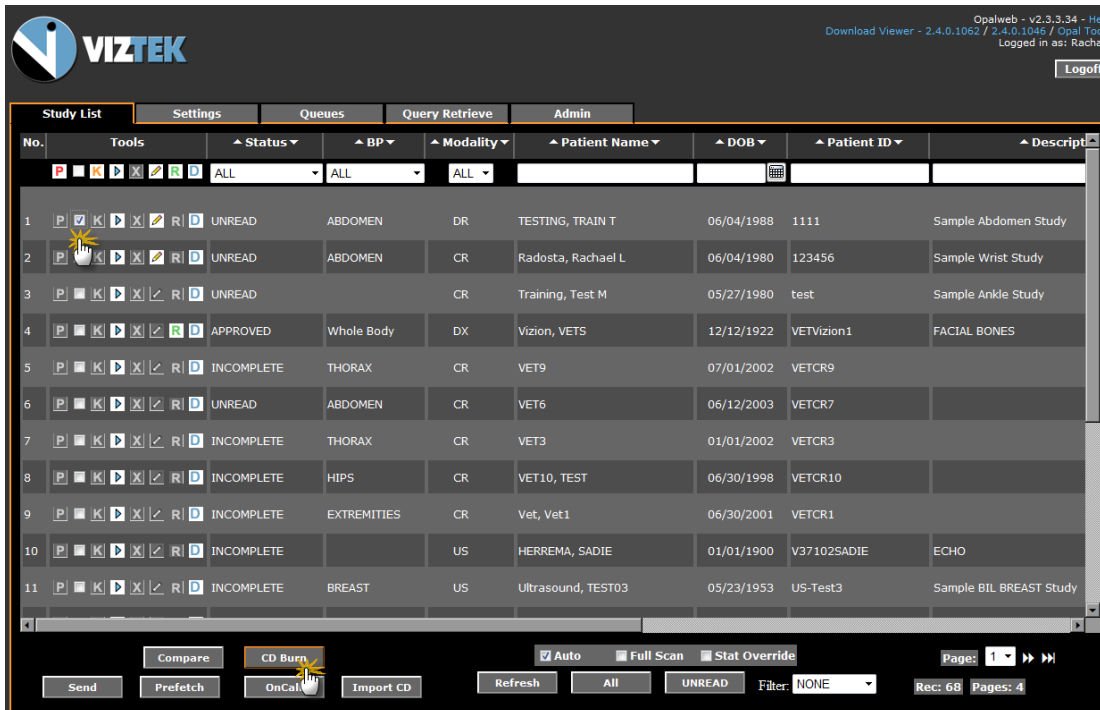 VIZTEK
Opalweb - v2.3.3.34 - He
Download Viewer - 2.4.0.1062 / 2.4.0.1046 / Opal Too
Logged in as: Racha
Logoff
Study List Settings Queues Query Retrieve Admin
No. Tools Status BP Modality Patient Name DOB Patient ID Descript
P K X R D ALL ALL ALL
1 P K X R D UNREAD ABDOMEN DR TESTING, TRAIN T 06/04/1988 1111 Sample Abdomen Study
2 P K X R D UNREAD ABDOMEN CR Radosta, Rachael L 06/04/1980 123456 Sample Wrist Study
3 P K X R D UNREAD CR Training, Test M 05/27/1980 test Sample Ankle Study
4 P K X R D APPROVED Whole Body DX Vizion, VETS 12/12/1922 VETVizion1 FACIAL BONES
5 P K X R D INCOMPLETE THORAX CR VET9 07/01/2002 VETCR9
6 P K X R D UNREAD ABDOMEN CR VET6 06/12/2003 VETCR7
7 P K X R D INCOMPLETE THORAX CR VET3 01/01/2002 VETCR3
8 P K X R D INCOMPLETE HIPS CR VET10, TEST 06/30/1998 VETCR10
9 P K X R D INCOMPLETE EXTREMITIES CR Vet, Vet1 06/30/2001 VETCR1
10 P K X R D INCOMPLETE US HERREMA, SADIE 01/01/1900 V37102SADIE ECHO
11 P K X R D INCOMPLETE BREAST US Ultrasound, TEST03 05/23/1953 US-Test3 Sample BIL BREAST Study
Compare CD Burn Auto Full Scan Stat Override Page: 1
Send Prefetch OnCal Import CD Refresh All UNREAD Filter: NONE Rec: 68 Pages: 4